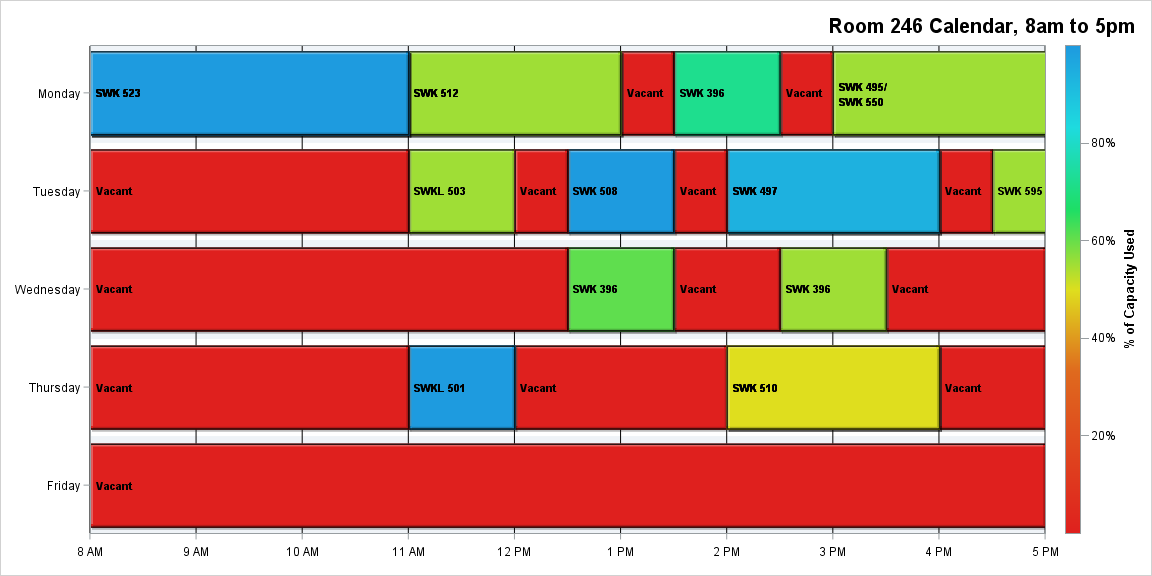 Room 246 Calendar, 8am to 5pm
Monday
SWK 523
SWK 512
Vacant
SWK 396
Vacant
SWK 495/
SWK 550
Tuesday
Vacant
SWKL 503
Vacant
SWK 508
Vacant
SWK 497
Vacant
SWK 595
Wednesday
Vacant
SWK 396
Vacant
SWK 396
Vacant
Thursday
Vacant
SWKL 501
Vacant
SWK 510
Vacant
Friday
Vacant
8 AM
9 AM
10 AM
11 AM
12 PM
1 PM
2 PM
3 PM
4 PM
5 PM
80%
60%
40%
20%
% of Capacity Used